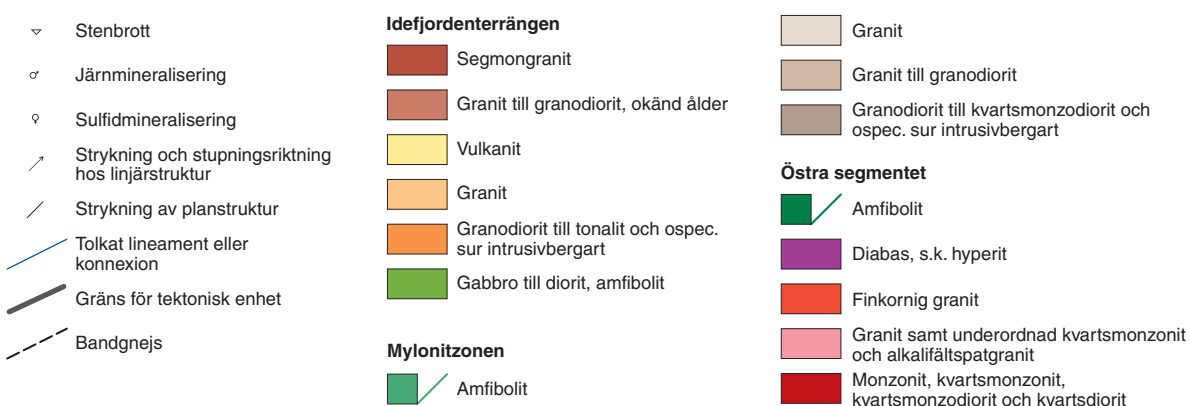 Stenbrott
Järnmineralisering
Sulfidmineralisering
Strykning och stupningsriktning
hos linjärstruktur
Strykning av planstruktur
Tolkat lineament eller
konnexion
Gräns för tektonisk enhet
Bandgnejs
Idefjordenterrängen
Segmongranit
Granit till granodiorit, okänd ålder
Vulkanit
Granit
Granodiorit till tonalit och ospec.
sur intrusivbergart
Gabbro till diorit, amfibolit
Mylonitzonen
Amfibolit
Granit
Granit till granodiorit
Granodiorit till kvartsmonzodiorit och
ospec. sur intrusivbergart
Östra segmentet
Amfibolit
Diabas, s.k. hyperit
Finkornig granit
Granit samt underordnad kvartsmonzonit
och alkalifältspatgranit
Monzonit, kvartsmonzonit,
kvartsmonzodiorit och kvartsdiorit